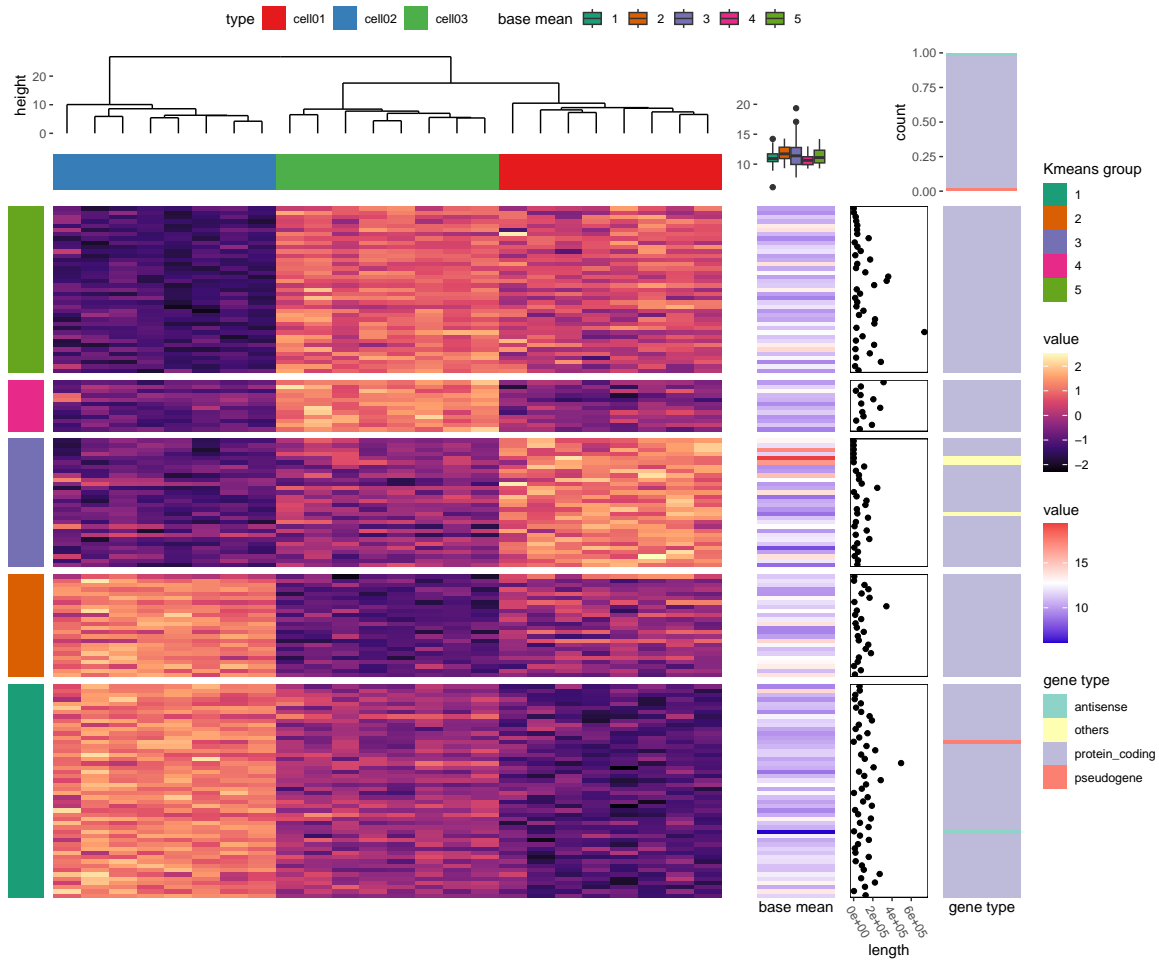 type cell01 cell02 cell03 base mean 1 2 3 4 5
height
20
10
0
20
15
10
count
1.00
0.75
0.50
0.25
0.00
Kmeans group
1
2
3
4
5
value
2
1
0
−1
−2
value
15
10
gene type
antisense
others
protein_coding
pseudogene
base mean
0e+00
2e+05
4e+05
6e+05
length
gene type